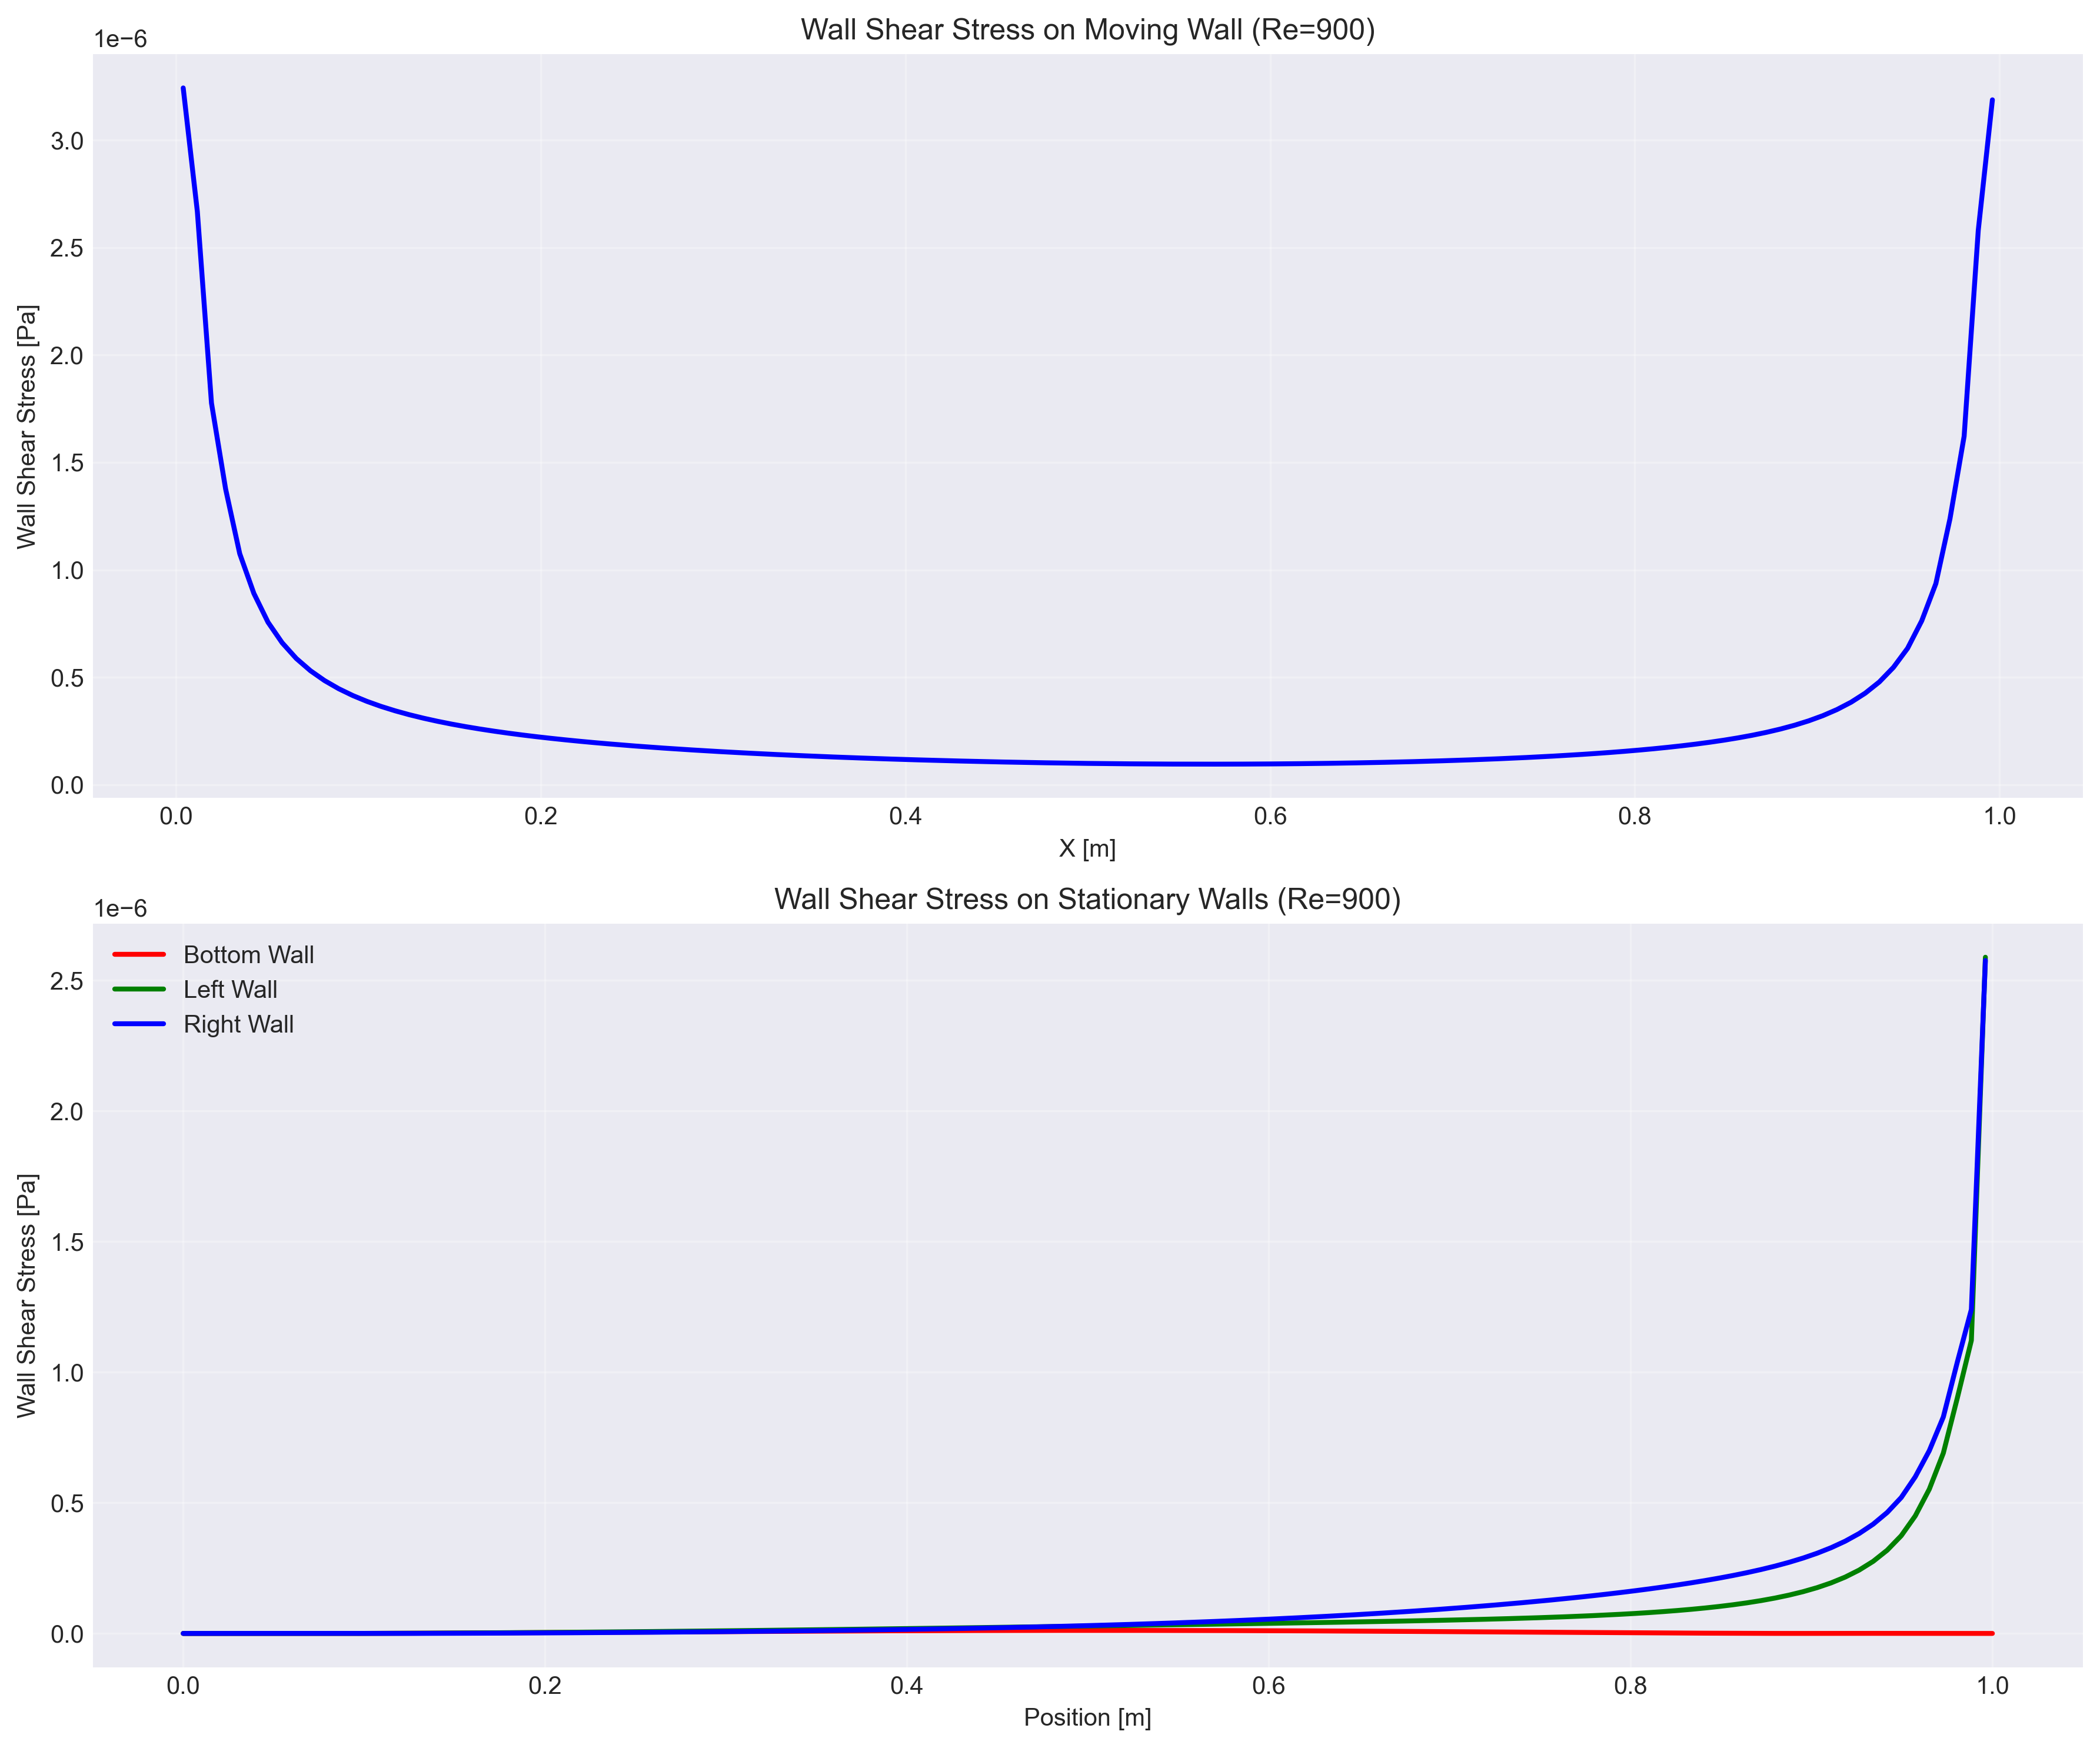 Wall Shear Stress on Moving Wall (Re=900)
1e−6
3.0
2.5
2.0
1.5
1.0
0.5
0.0
Wall Shear Stress [Pa]
0.0 0.2 0.4 0.6 0.8 1.0
X [m]
Wall Shear Stress on Stationary Walls (Re=900)
1e−6
Bottom Wall
Left Wall
Right Wall
2.5
2.0
1.5
1.0
0.5
0.0
Wall Shear Stress [Pa]
0.0 0.2 0.4 0.6 0.8 1.0
Position [m]